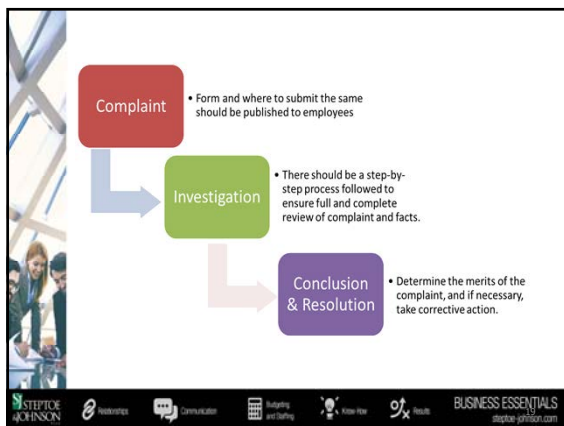 Complaint
• Form and where to submit the same
should be published to employees
Investigation
• There should be a step-by-
step process followed to
ensure full and complete
review of complaint and facts.
Conclusion
& Resolution
• Determine the merits of the
complaint, and if necessary,
take corrective action.
STEPTOE
& JOHNSON
Relationships
Communication
Budgeting
and Staffing
Know-How
Results
BUSINESS ESSENTIALS
19
steptoe-johnson.com